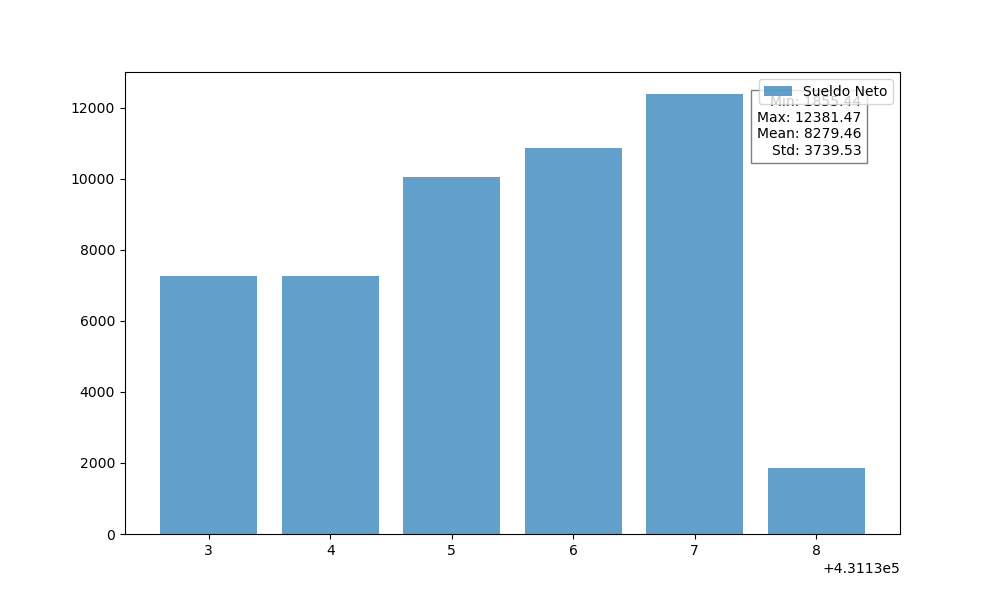 Sueldo Neto
Min: 1855.44
Max: 12381.47
Mean: 8279.46
Std: 3739.53
12000
10000
8000
6000
4000
2000
0
3 4 5 6 7 8
+4.3113e5